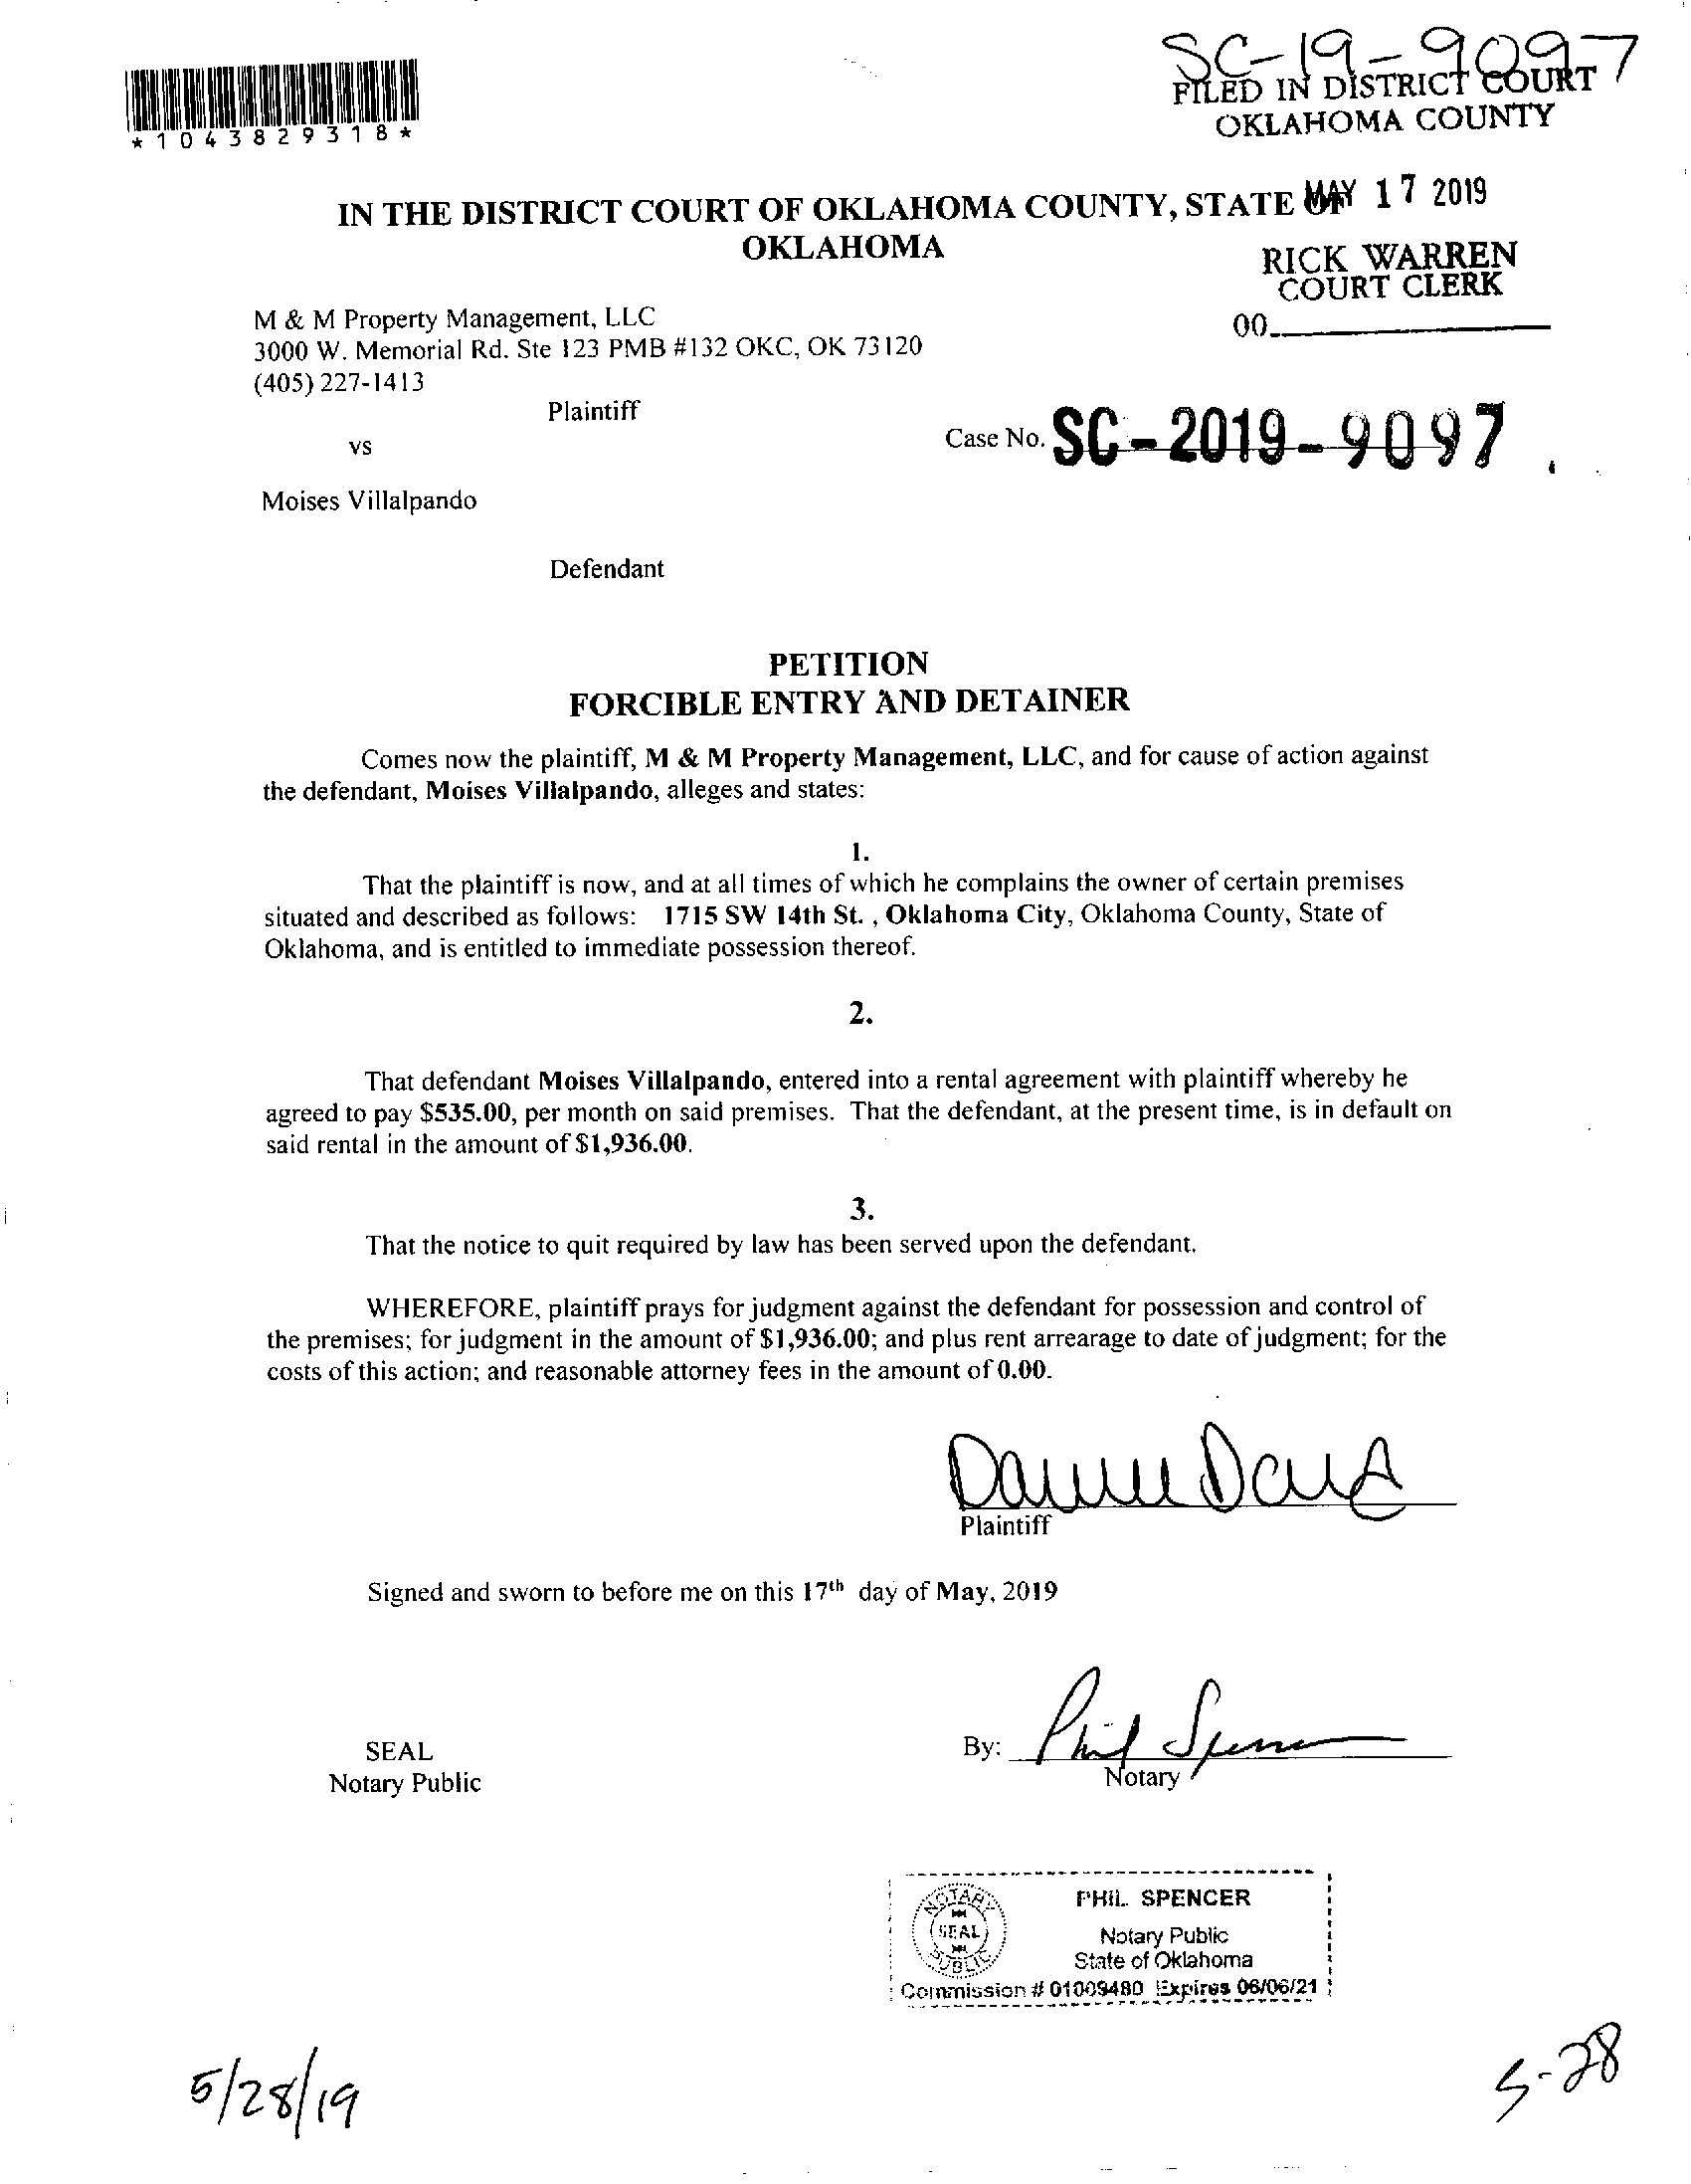 SC-19-9097
FILED IN DISTRICT COURT
OKLAHOMA COUNTY
*1043829318*
MAY 17 2019
IN THE DISTRICT COURT OF OKLAHOMA COUNTY, STATE OF
OKLAHOMA
RICK WARREN
COURT CLERK
00.
M & M Property Management, LLC
3000 W. Memorial Rd. Ste 123 PMB #132 OKC, OK 73120
(405) 227-1413
Plaintiff
vs
Case No. SC-2019-9097
Moises Villalpando
Defendant
PETITION
FORCIBLE ENTRY AND DETAINER
Comes now the plaintiff, M & M Property Management, LLC, and for cause of action against
the defendant, Moises Villalpando, alleges and states:
1.
That the plaintiff is now, and at all times of which he complains the owner of certain premises
situated and described as follows: 1715 SW 14th St. , Oklahoma City, Oklahoma County, State of
Oklahoma, and is entitled to immediate possession thereof.
2.
That defendant Moises Villalpando, entered into a rental agreement with plaintiff whereby he
agreed to pay $535.00, per month on said premises. That the defendant, at the present time, is in default on
said rental in the amount of $1,936.00.
3.
That the notice to quit required by law has been served upon the defendant.
WHEREFORE, plaintiff prays for judgment against the defendant for possession and control of
the premises; for judgment in the amount of $1,936.00; and plus rent arrearage to date of judgment; for the
costs of this action; and reasonable attorney fees in the amount of 0.00.
Plaintiff
Signed and sworn to before me on this 17th day of May, 2019
SEAL
Notary Public
By: Phil Spencer
Notary
NOTARY
SEAL
PUBLIC
PHIL SPENCER
Notary Public
State of Oklahoma
Commission # 01009480 Expires 06/06/21
5/28/19
5-28